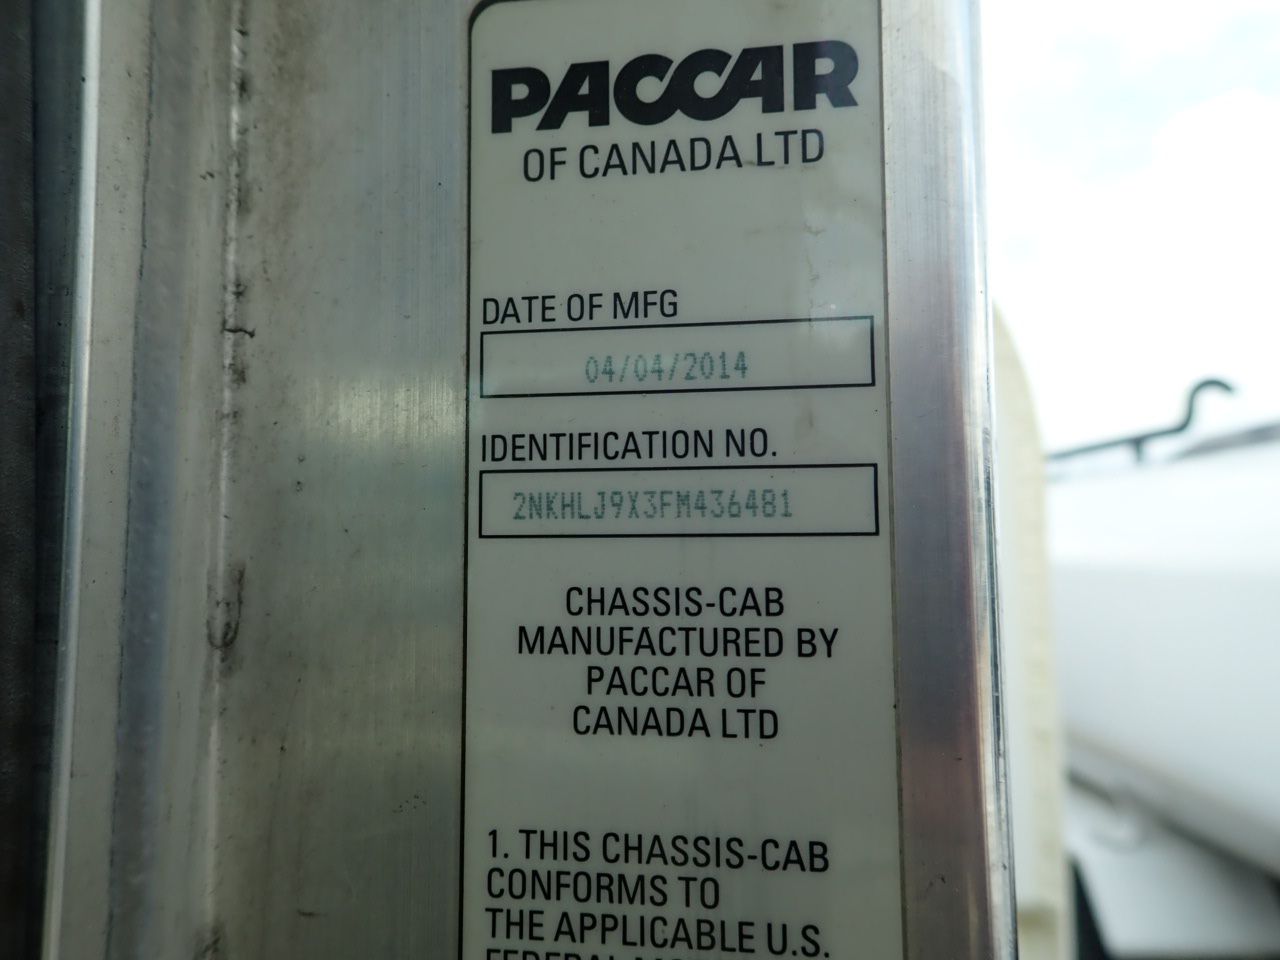 PACCAR
OF CANADA LTD
DATE OF MFG
04/04/2014
IDENTIFICATION NO.
2NKHLJ9X3FM436481
CHASSIS-CAB
MANUFACTURED BY
PACCAR OF
CANADA LTD
1. THIS CHASSIS-CAB
CONFORMS TO
THE APPLICABLE U.S.
FEDERAL